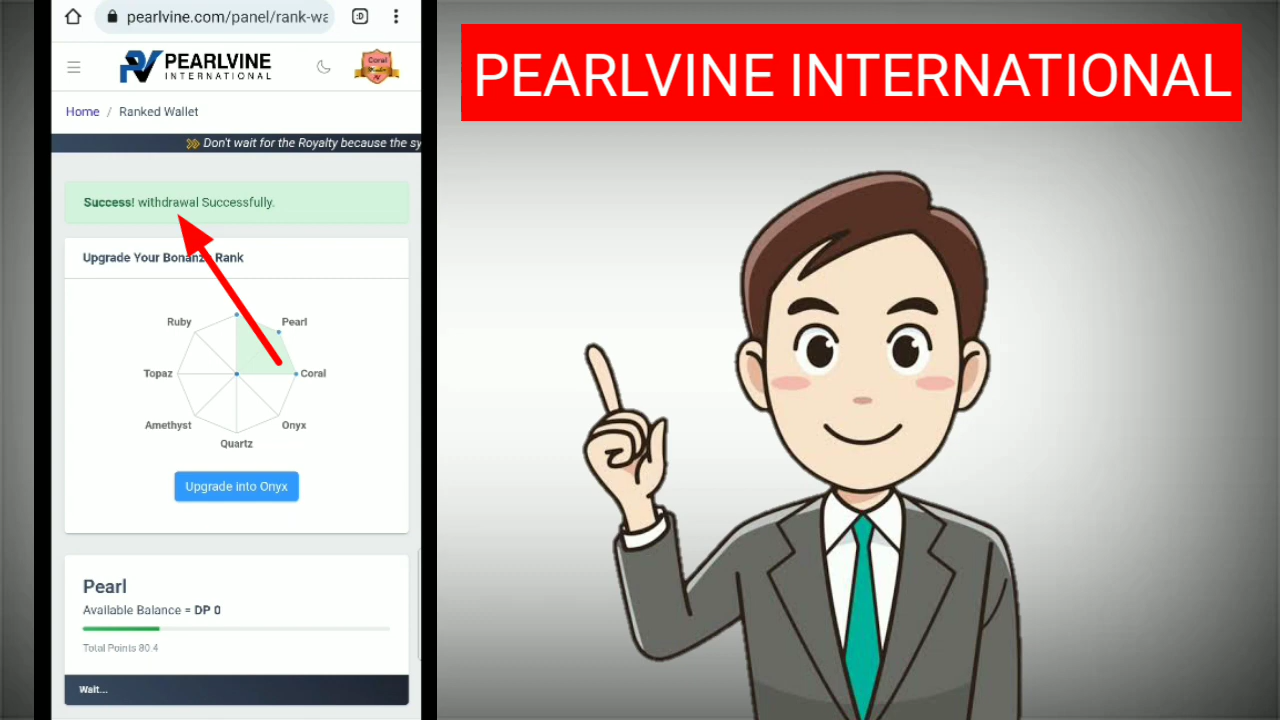 pearlvine.com/panel/rank-wa
:D
PEARLVINE
INTERNATIONAL
Coral
Home / Ranked Wallet
Don't wait for the Royalty because the sy
Success! withdrawal Successfully.
Upgrade Your Bonanza Rank
Ruby
Pearl
Topaz
Coral
Amethyst
Onyx
Quartz
Upgrade into Onyx
Pearl
Available Balance = DP 0
Total Points 80.4
Wait...
PEARLVINE INTERNATIONAL